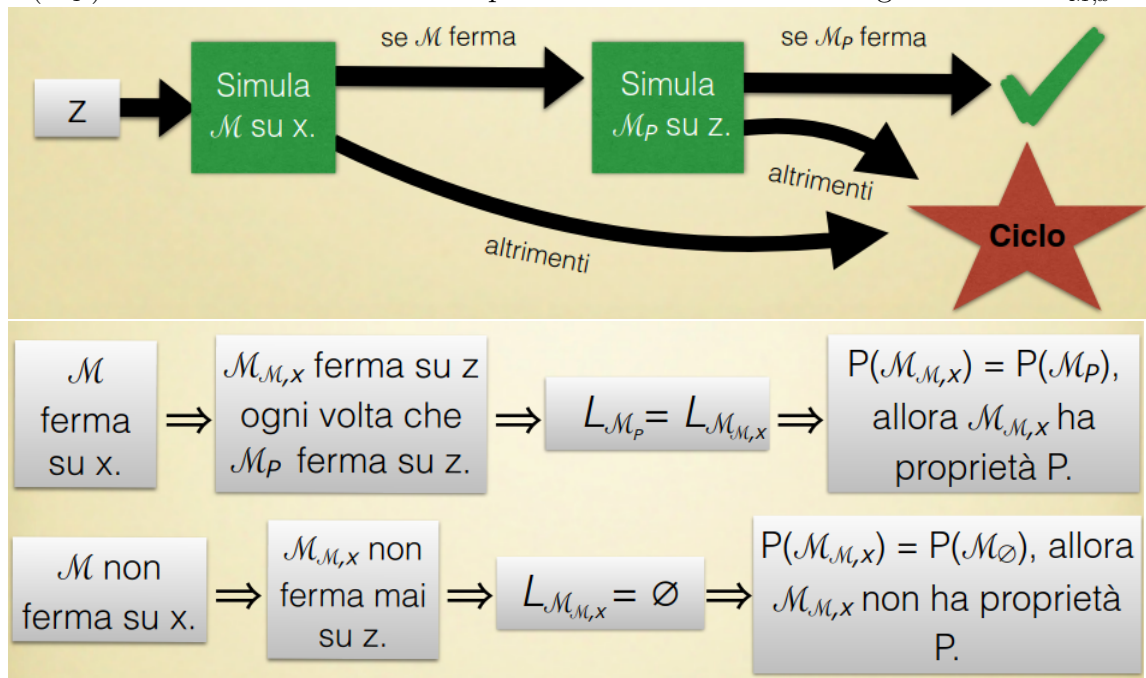 se ℳ ferma
se ℳP ferma
z
Simula
ℳ su x.
Simula
ℳP su z.
altrimenti
altrimenti
Ciclo
ℳ
ferma
su x.
⇒
ℳℳ,x ferma su z
ogni volta che
ℳP ferma su z.
⇒
LℳP = Lℳℳ,x
⇒
P(ℳℳ,x) = P(ℳP),
allora ℳℳ,x ha
proprietà P.
ℳ non
ferma su x.
⇒
ℳℳ,x non
ferma mai
su z.
⇒
Lℳℳ,x = ∅
⇒
P(ℳℳ,x) = P(ℳ∅), allora
ℳℳ,x non ha proprietà
P.